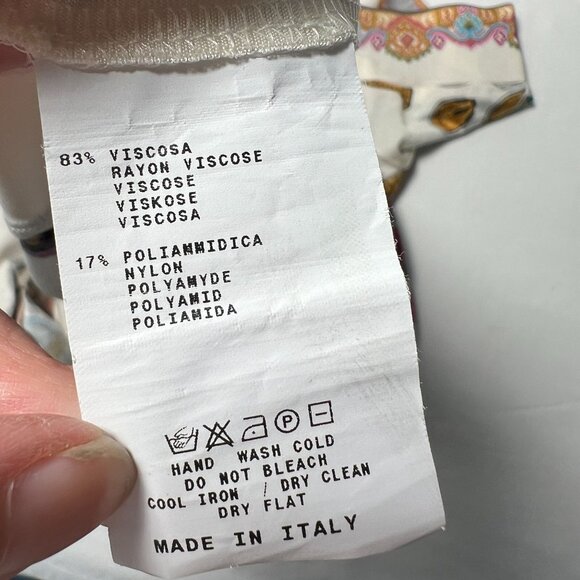 83% VISCOSA
RAYON VISCOSE
VISCOSE
VISKOSE
VISCOSA
17% POLIAMMIDICA
NYLON
POLYAMYDE
POLYAMID
POLIAMIDA
P
HAND WASH COLD
DO NOT BLEACH
COOL IRON / DRY CLEAN
DRY FLAT
MADE IN ITALY